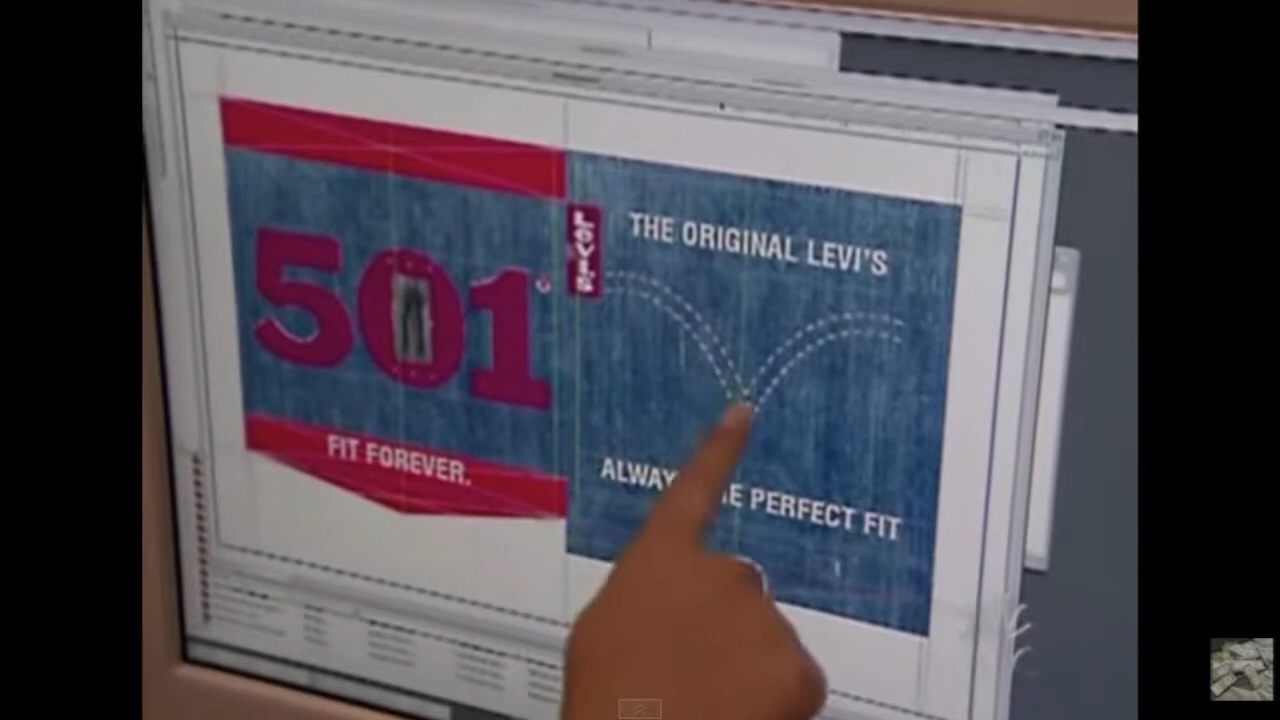 501®
FIT FOREVER.
LEVI'S
THE ORIGINAL LEVI'S
PERFECT FIT